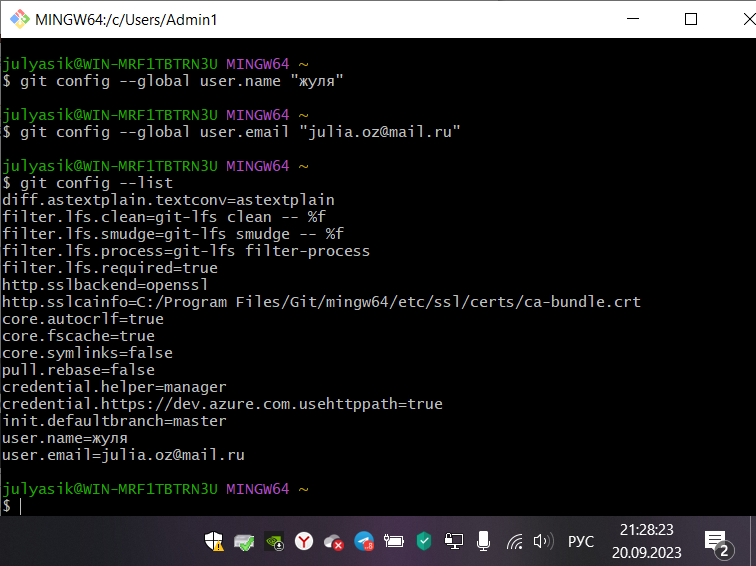 MINGW64:/c/Users/Admin1
julyasik@WIN-MRF1TBTRN3U MINGW64 ~
$ git config --global user.name "жуля"
julyasik@WIN-MRF1TBTRN3U MINGW64 ~
$ git config --global user.email "julia.oz@mail.ru"
julyasik@WIN-MRF1TBTRN3U MINGW64 ~
$ git config --list
diff.astextplain.textconv=astextplain
filter.lfs.clean=git-lfs clean -- %f
filter.lfs.smudge=git-lfs smudge -- %f
filter.lfs.process=git-lfs filter-process
filter.lfs.required=true
http.sslbackend=openssl
http.sslcainfo=C:/Program Files/Git/mingw64/etc/ssl/certs/ca-bundle.crt
core.autocrlf=true
core.fscache=true
core.symlinks=false
pull.rebase=false
credential.helper=manager
credential.https://dev.azure.com.usehttppath=true
init.defaultbranch=master
user.name=жуля
user.email=julia.oz@mail.ru
julyasik@WIN-MRF1TBTRN3U MINGW64 ~
$
РУС
21:28:23
20.09.2023
2